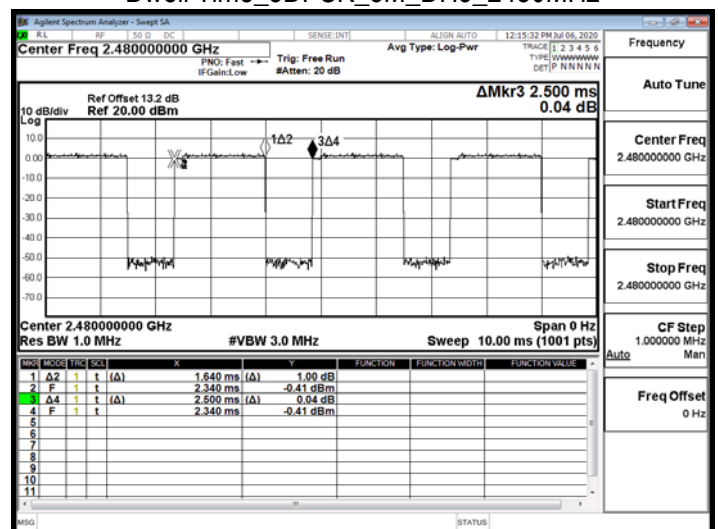 Agilent Spectrum Analyzer - Swept SA
RL RF 50 Ω DC SENSE:INT ALIGN AUTO 12:15:32 PM Jul 06, 2020
Center Freq 2.480000000 GHz
PNO: Fast
IFGain:Low
Trig: Free Run
#Atten: 20 dB
Avg Type: Log-Pwr
TRACE 1 2 3 4 5 6
TYPE WWWWWW
DET P N N N N N
Ref Offset 13.2 dB
Ref 20.00 dBm
10 dB/div
Log
ΔMkr3 2.500 ms
0.04 dB
10.0
0.00
-10.0
-20.0
-30.0
-40.0
-50.0
-60.0
-70.0
1Δ2
3Δ4
Center 2.480000000 GHz
Span 0 Hz
Res BW 1.0 MHz
#VBW 3.0 MHz
Sweep 10.00 ms (1001 pts)
MKR MODE TRC SCL X Y FUNCTION FUNCTION WIDTH FUNCTION VALUE
1 Δ2 1 t (Δ) 1.640 ms (Δ) 1.00 dB
2 F 1 t 2.340 ms -0.41 dBm
3 Δ4 1 t (Δ) 2.500 ms (Δ) 0.04 dB
4 F 1 t 2.340 ms -0.41 dBm
5
6
7
8
9
10
11
MSG
STATUS
Frequency
Auto Tune
Center Freq
2.480000000 GHz
Start Freq
2.480000000 GHz
Stop Freq
2.480000000 GHz
CF Step
1.000000 MHz
Auto Man
Freq Offset
0 Hz